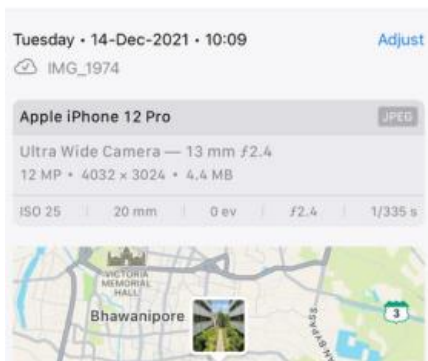 Tuesday • 14-Dec-2021 • 10:09 Adjust
IMG_1974
Apple iPhone 12 Pro JPEG
Ultra Wide Camera — 13 mm ƒ2.4
12 MP • 4032 × 3024 • 4.4 MB
ISO 25 20 mm 0 ev ƒ2.4 1/335 s
VICTORIA
MEMORIAL
HALL
Bhawanipore
3
BYPASS